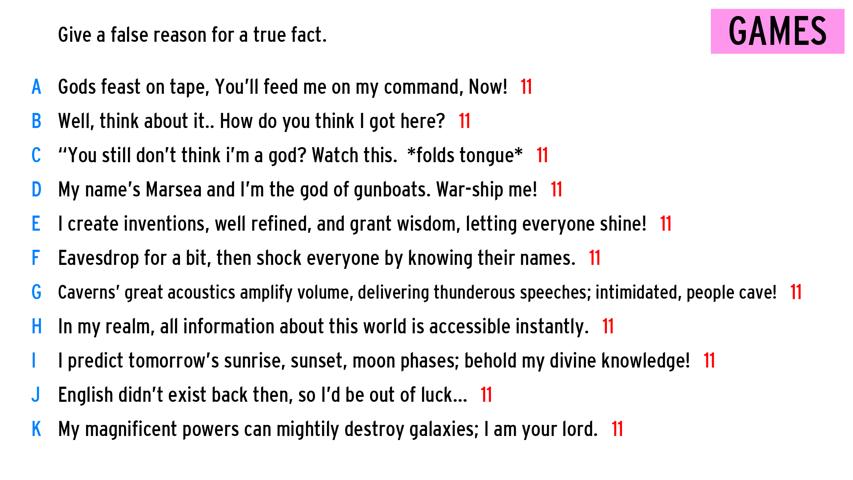 Give a false reason for a true fact.
GAMES
A Gods feast on tape, You'll feed me on my command, Now! 11
B Well, think about it.. How do you think I got here? 11
C “You still don't think i'm a god? Watch this. *folds tongue* 11
D My name's Marsea and I'm the god of gunboats. War-ship me! 11
E I create inventions, well refined, and grant wisdom, letting everyone shine! 11
F Eavesdrop for a bit, then shock everyone by knowing their names. 11
G Caverns' great acoustics amplify volume, delivering thunderous speeches; intimidated, people cave! 11
H In my realm, all information about this world is accessible instantly. 11
I I predict tomorrow's sunrise, sunset, moon phases; behold my divine knowledge! 11
J English didn't exist back then, so I'd be out of luck... 11
K My magnificent powers can mightily destroy galaxies; I am your lord. 11